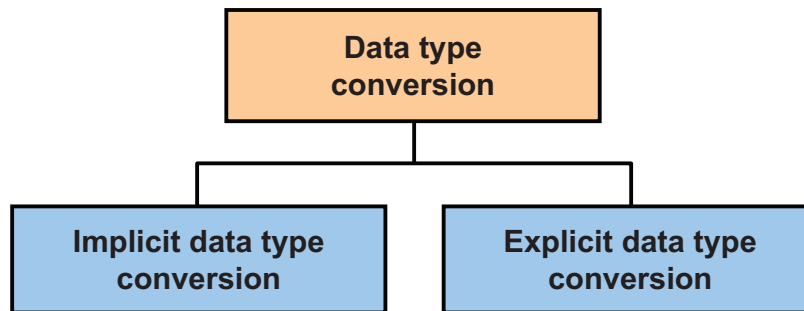 Data type
conversion
Implicit data type
conversion
Explicit data type
conversion